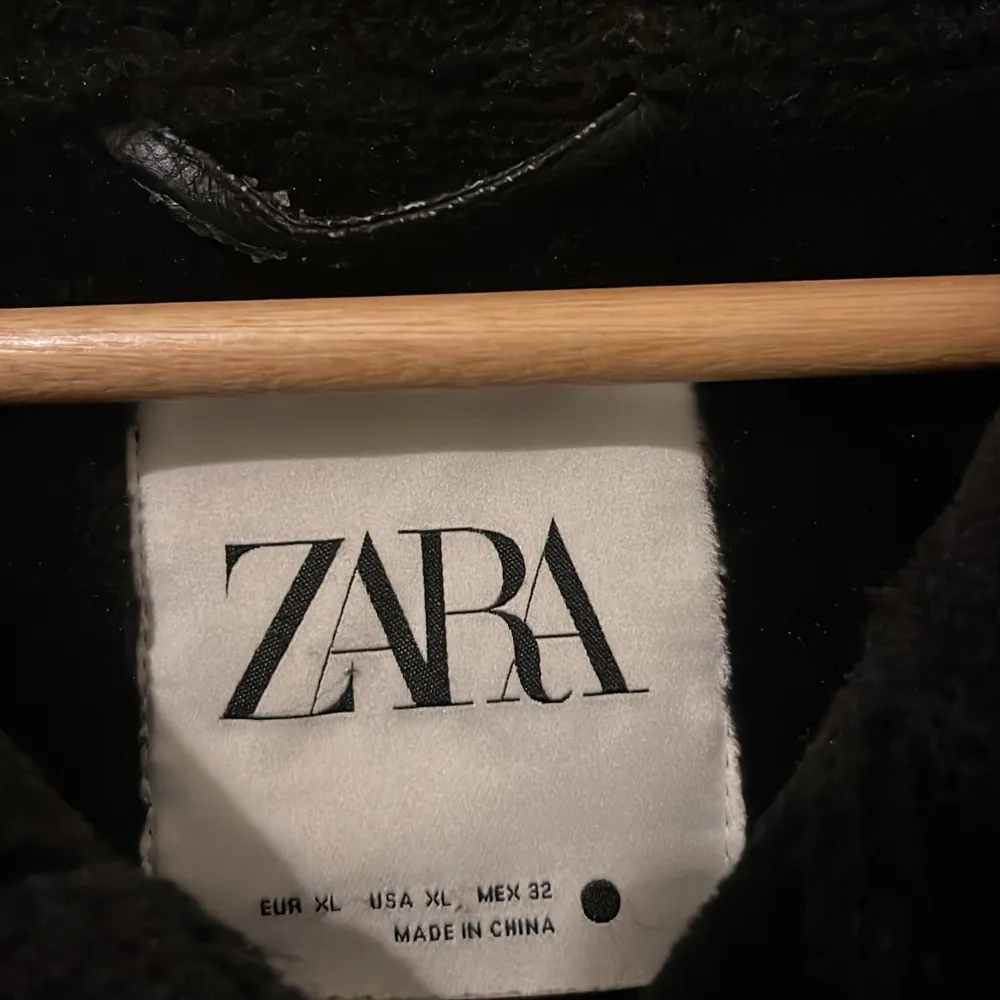 ZARA
EUR XL USA XL MEX 32
MADE IN CHINA